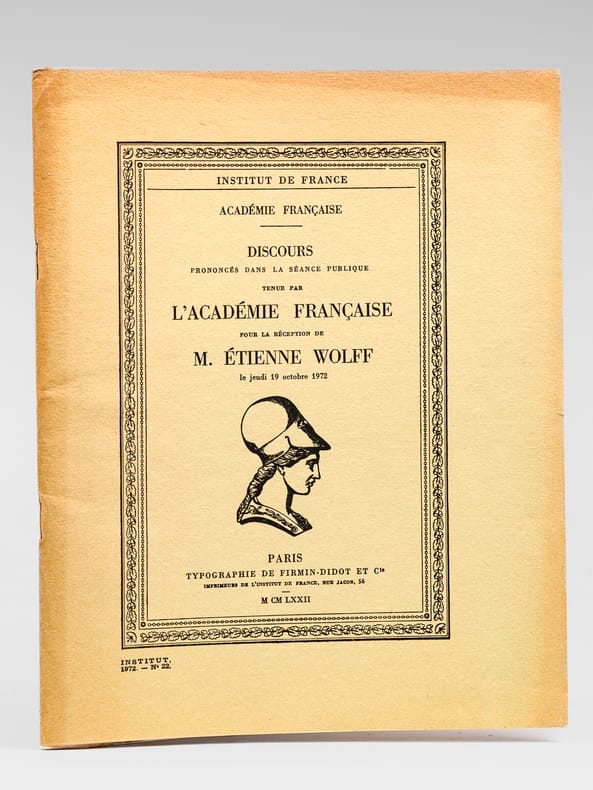 INSTITUT DE FRANCE
ACADÉMIE FRANÇAISE
DISCOURS
PRONONCÉS DANS LA SÉANCE PUBLIQUE
TENUE PAR
L'ACADÉMIE FRANÇAISE
POUR LA RÉCEPTION DE
M. ÉTIENNE WOLFF
le jeudi 19 octobre 1972
PARIS
TYPOGRAPHIE DE FIRMIN-DIDOT ET Cie
IMPRIMEURS DE L'INSTITUT DE FRANCE, RUE JACOB, 56
M CM LXXII
INSTITUT.
1972. — N° 22.